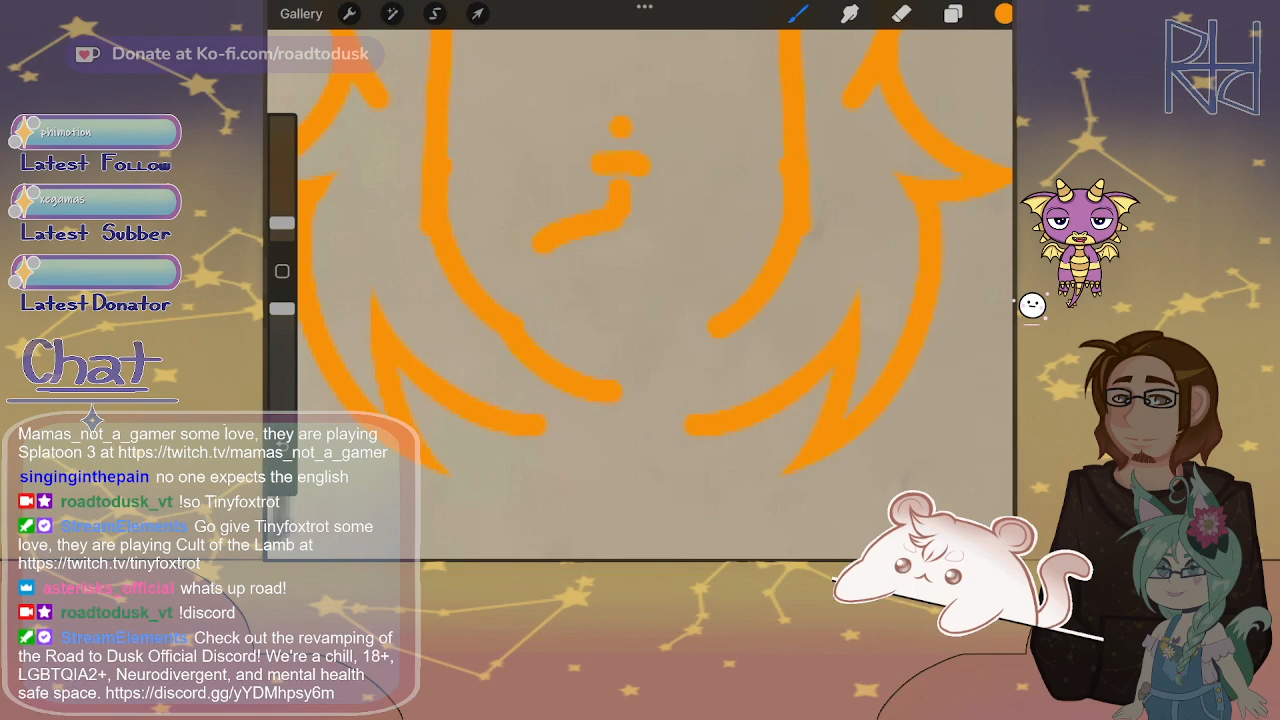 Gallery
Donate at Ko-fi.com/roadtodusk
phimotion
Latest Follow
xegamas
Latest Subber
Latest Donator
Chat
Mamas_not_a_gamer some love, they are playing
Splatoon 3 at https://twitch.tv/mamas_not_a_gamer
singinginthepain no one expects the english
roadtodusk_vt !so Tinyfoxtrot
StreamElements Go give Tinyfoxtrot some
love, they are playing Cult of the Lamb at
https://twitch.tv/tinyfoxtrot
asterisks_official whats up road!
roadtodusk_vt !discord
StreamElements Check out the revamping of
the Road to Dusk Official Discord! We're a chill, 18+,
LGBTQIA2+, Neurodivergent, and mental health
safe space. https://discord.gg/yYDMhpsy6m